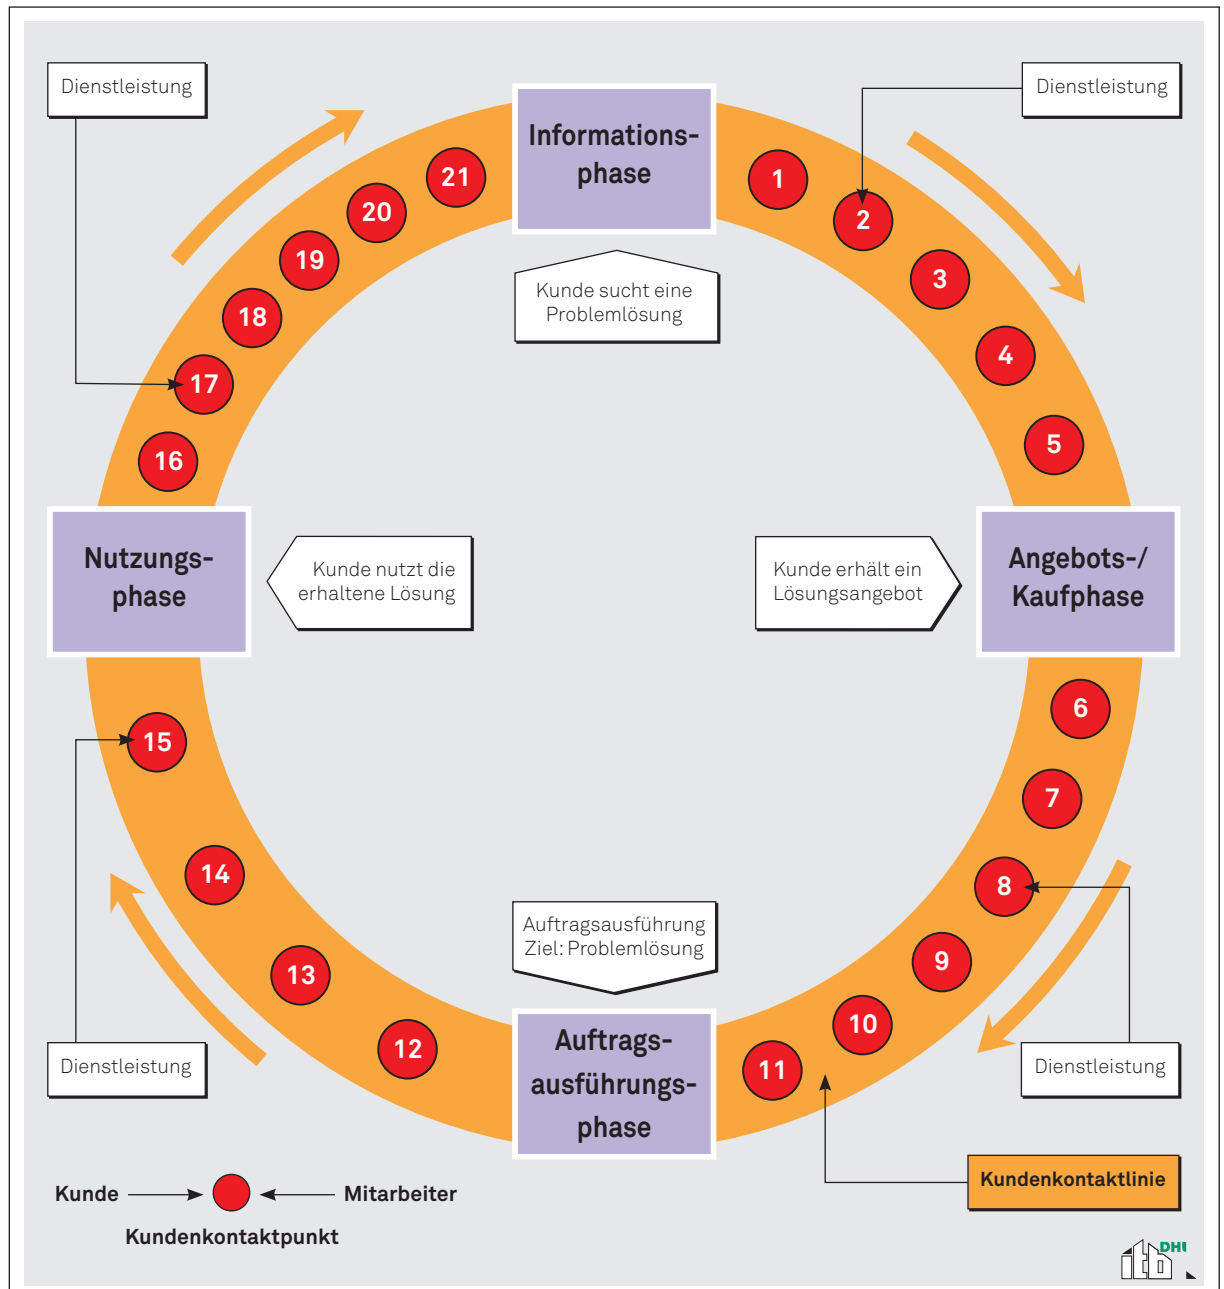 Dienstleistung
Dienstleistung
Informations-
phase
21
1
20
2
19
3
18
4
17
5
16
Kunde sucht eine
Problemlösung
Nutzungs-
phase
Kunde nutzt die
erhaltene Lösung
Kunde erhält ein
Lösungsangebot
Angebots-/
Kaufphase
6
15
7
14
8
13
9
12
10
11
Auftragsausführung
Ziel: Problemlösung
Auftrags-
ausführungs-
phase
Dienstleistung
Dienstleistung
Kundenkontaktlinie
Kunde
Mitarbeiter
Kundenkontaktpunkt
itb